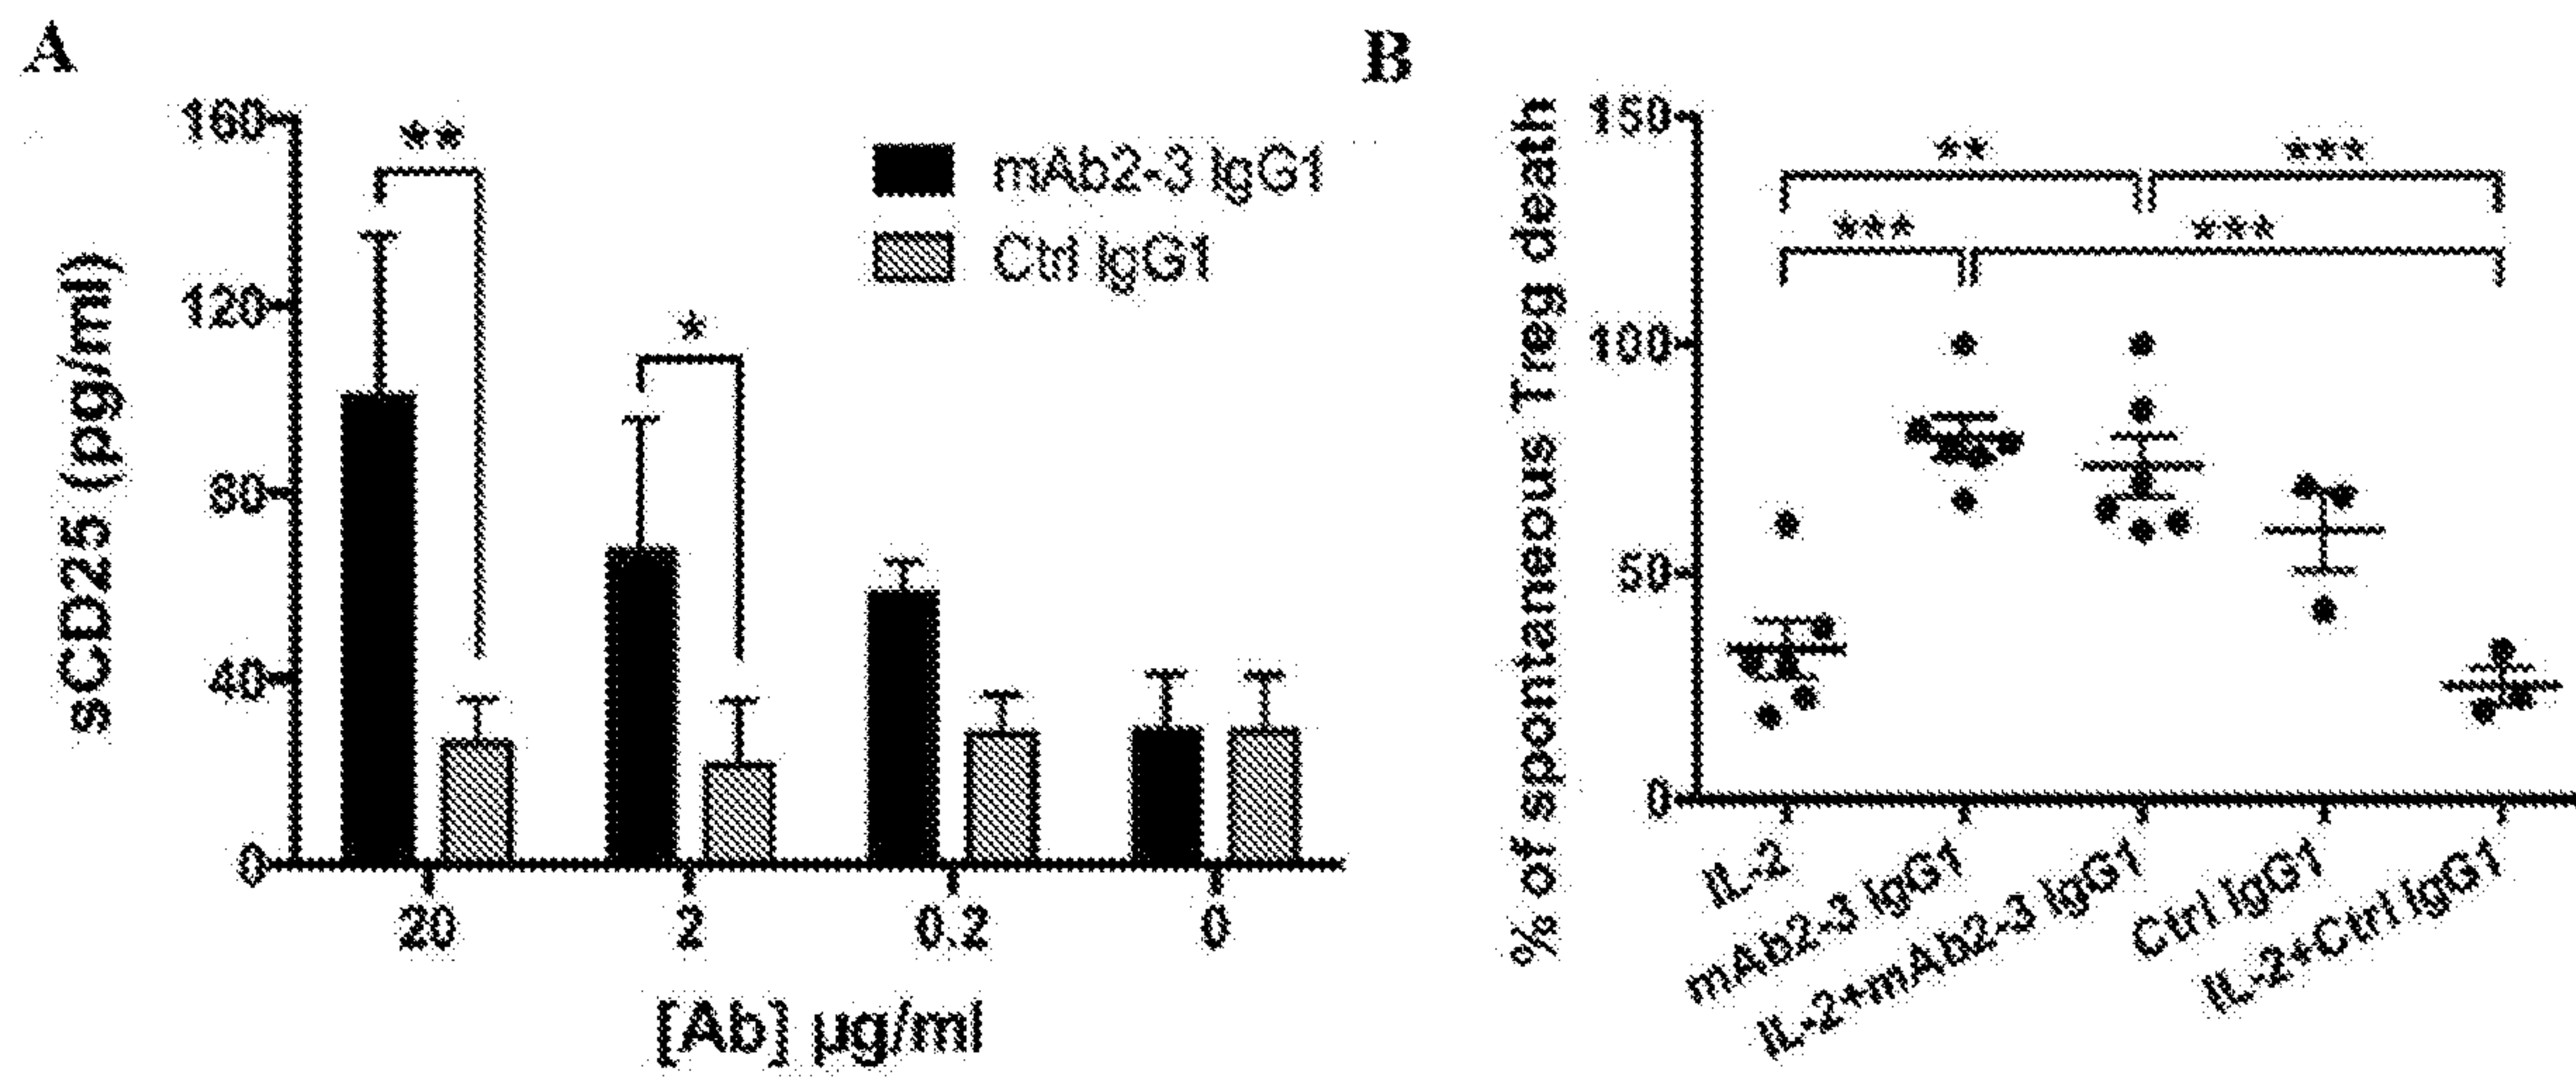 A
sCD25 (pg/ml)
160
120
80
40
0
**
*
mAb2-3 IgG1
Ctrl IgG1
20 2 0.2 0
[Ab] µg/ml
B
% of spontaneous Treg death
150
100
50
0
** ***
*** ***
IL-2
mAb2-3 IgG1
IL-2+mAb2-3 IgG1
Ctrl IgG1
IL-2+Ctrl IgG1